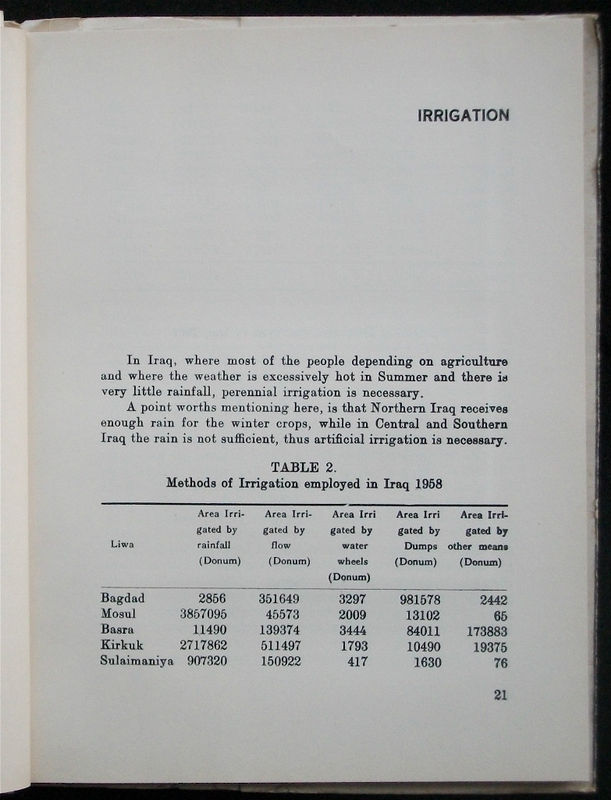 IRRIGATION
In Iraq, where most of the people depending on agriculture
and where the weather is excessively hot in Summer and there is
very little rainfall, perennial irrigation is necessary.
A point worths mentioning here, is that Northern Iraq receives
enough rain for the winter crops, while in Central and Southern
Iraq the rain is not sufficient, thus artificial irrigation is necessary.
TABLE 2.
Methods of Irrigation employed in Iraq 1958
Area Irri- Area Irri- Area Irri Area Irri Area Irri-
gated by gated by gated by gated by gated by
Liwa rainfall flow water Dumps other means
(Donum) (Donum) wheels (Donum) (Donum)
(Donum)
Bagdad 2856 351649 3297 981578 2442
Mosul 3857095 45573 2009 13102 65
Basra 11490 139374 3444 84011 173883
Kirkuk 2717862 511497 1793 10490 19375
Sulaimaniya 907320 150922 417 1630 76
21